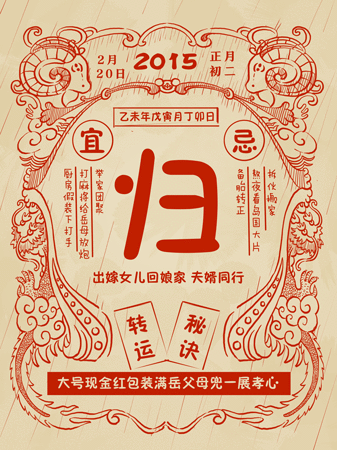 2月
20日
2015
正月
初二
乙未年戊寅月丁卯日
宜
忌
举家团聚
打麻将给岳母放炮
厨房假装下打手
归
拆伙搬家
熬夜看岛国大片
备胎转正
出嫁女儿回娘家 夫婿同行
转运
秘诀
大号现金红包装满岳父母兜一展孝心